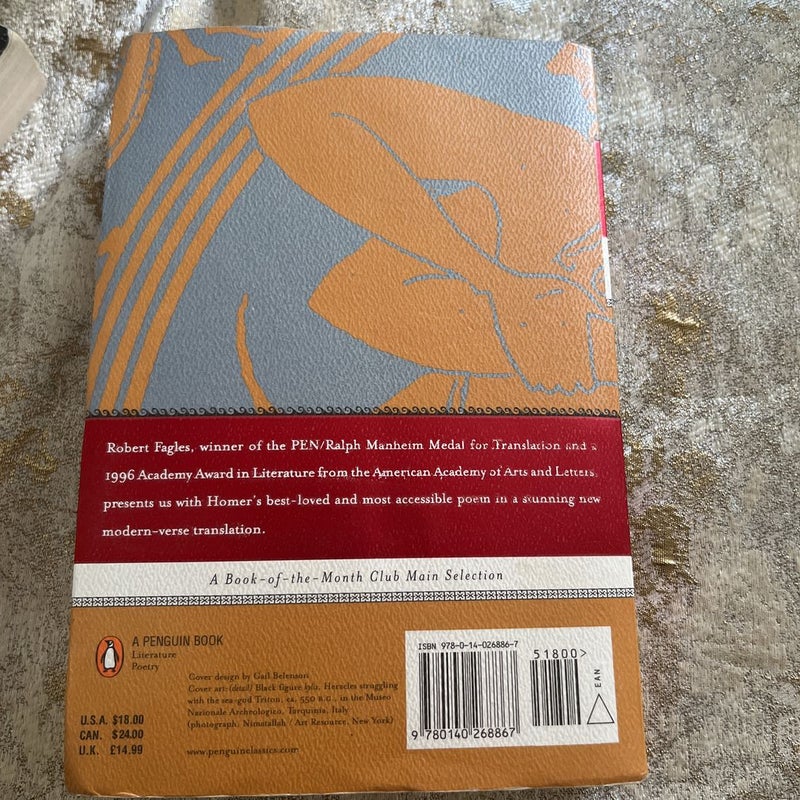 Robert Fagles, winner of the PEN/Ralph Manheim Medal for Translation and a
1996 Academy Award in Literature from the American Academy of Arts and Letters,
presents us with Homer's best-loved and most accessible poem in a stunning new
modern-verse translation.
A Book-of-the-Month Club Main Selection
A PENGUIN BOOK
Literature
Poetry
Cover design by Gail Belenson
Cover art: (detail) Black figure kylix, Heracles struggling
with the sea-god Triton, ca. 550 B.C., in the Museo
Nazionale Archeologico, Tarquinia, Italy
(photograph, Nimatallah / Art Resource, New York)
U.S.A. $18.00
CAN. $24.00
U.K. £14.99
www.penguinclassics.com
ISBN 978-0-14-026886-7
51800>
EAN
9 780140 268867